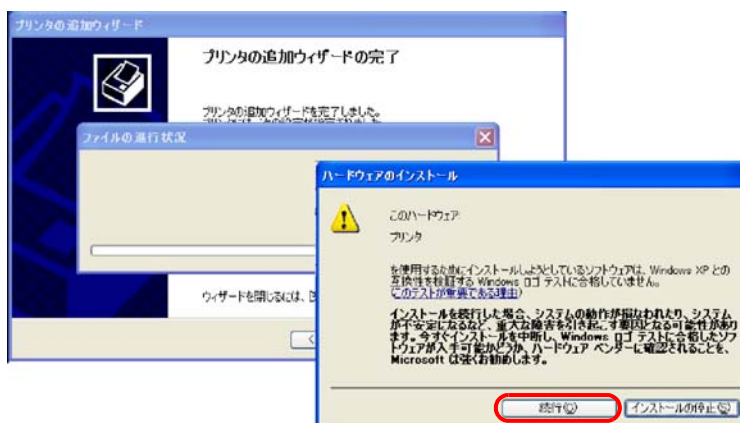 プリンタの追加ウィザード
プリンタの追加ウィザードの完了
プリンタの追加ウィザードを完了しました。
ファイルの進行状況
ウィザードを閉じるには、
ハードウェアのインストール
このハードウェア:
プリンタ
を使用するためにインストールしようとしているソフトウェアは、Windows XP との
互換性を検証する Windows ロゴ テストに合格していません。
(このテストが重要である理由)
インストールを続行した場合、システムの動作が損なわれたり、システム
が不安定になるなど、重大な障害を引き起こす要因となる可能性があり
ます。今すぐインストールを中断し、Windows ロゴ テストに合格したソフ
トウェアが入手可能かどうか、ハードウェア ベンダーに確認されることを、
Microsoft は強くお勧めします。
続行(C)
インストールの停止(S)